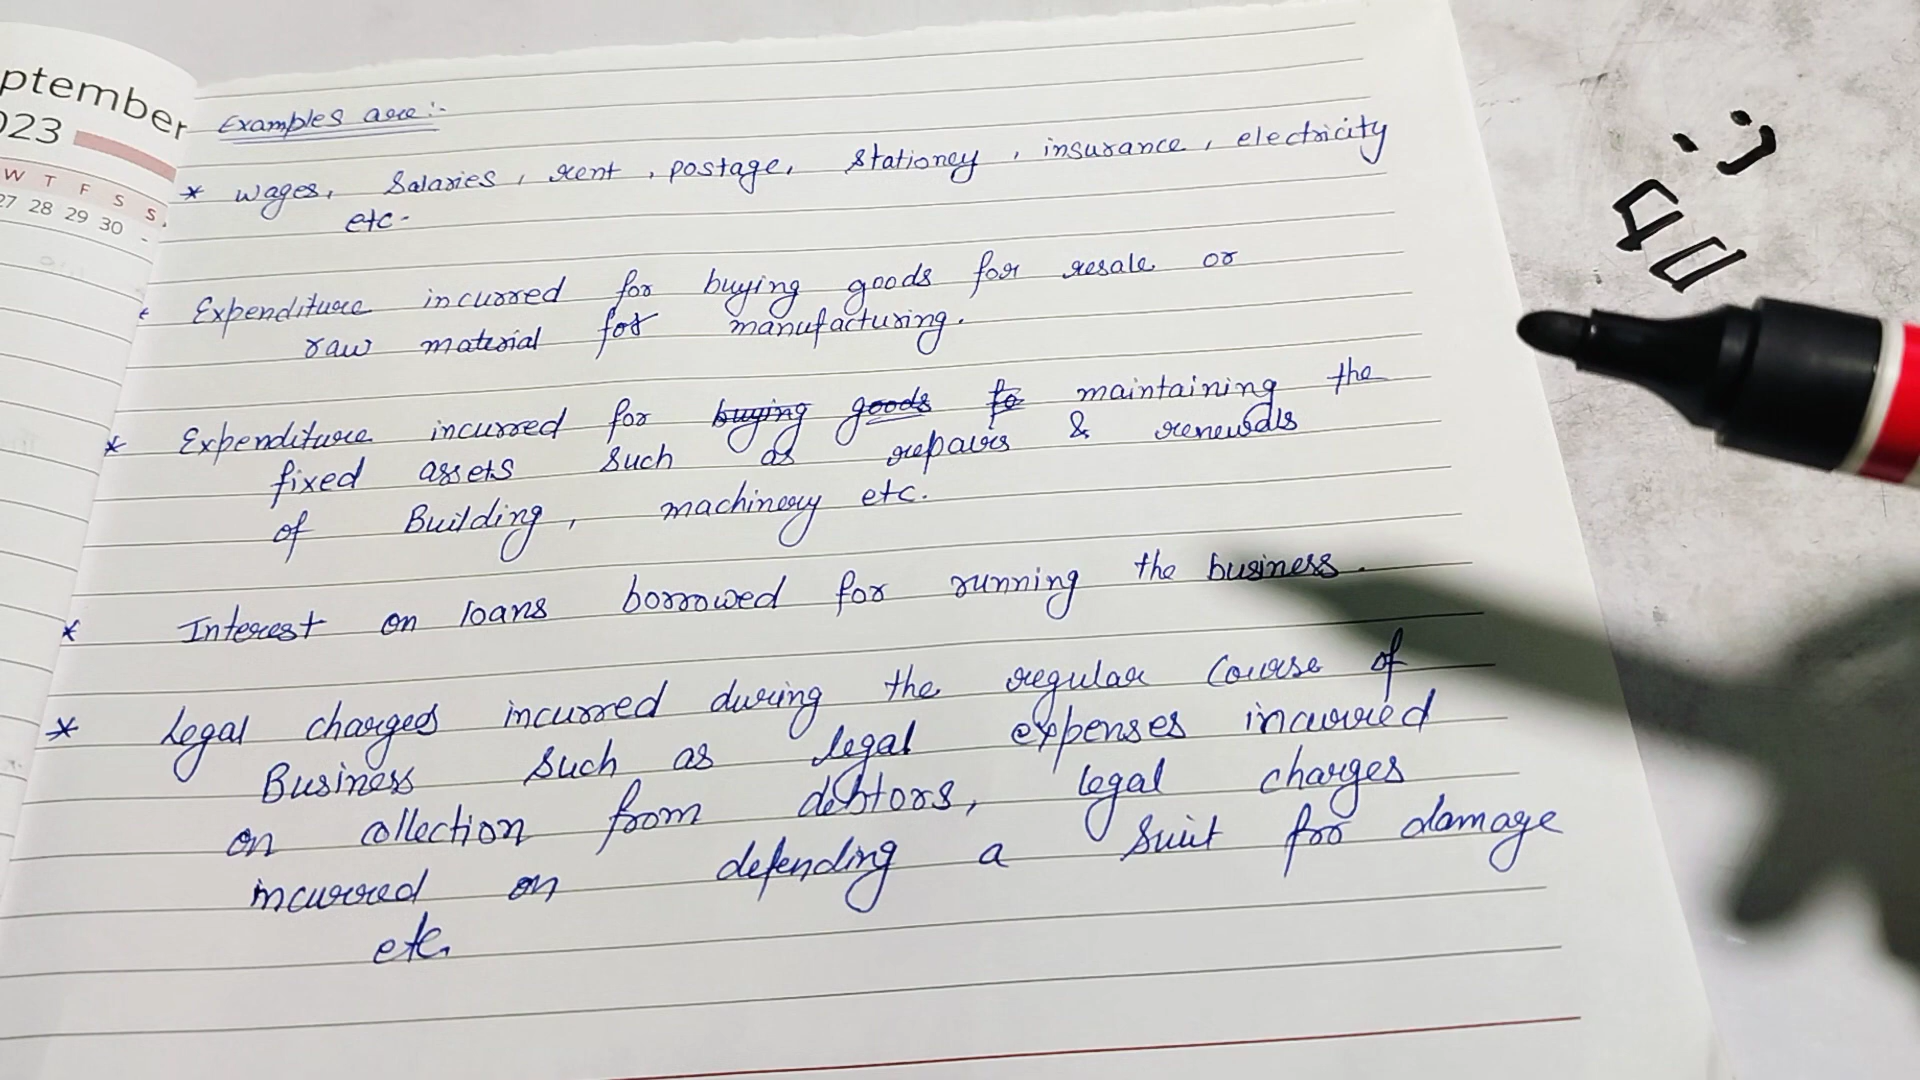 ptember
023
W T F S S
27 28 29 30 -
Examples are :-
* wages, Salaries, rent, postage, Stationey, insurance, electricity
etc-
* Expenditure incurred for buying goods for resale or
raw material for manufacturing.
* Expenditure incurred for buying goods to maintaining the
fixed assets such as repairs & renewals
of Building, machinery etc.
* Interest on loans borrowed for running the business.
* Legal charges incurred during the regular Course of
Business such as legal expenses incurred
on collection from debtors, legal charges
incurred on defending a suit for damage
etc.